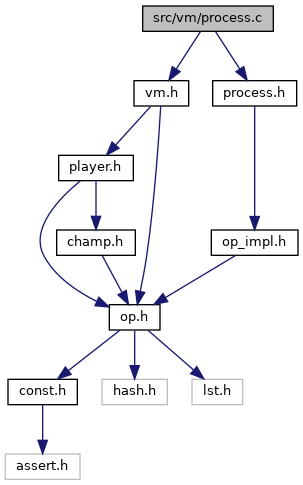 src/vm/process.c
vm.h
process.h
player.h
champ.h
op_impl.h
op.h
const.h
hash.h
lst.h
assert.h